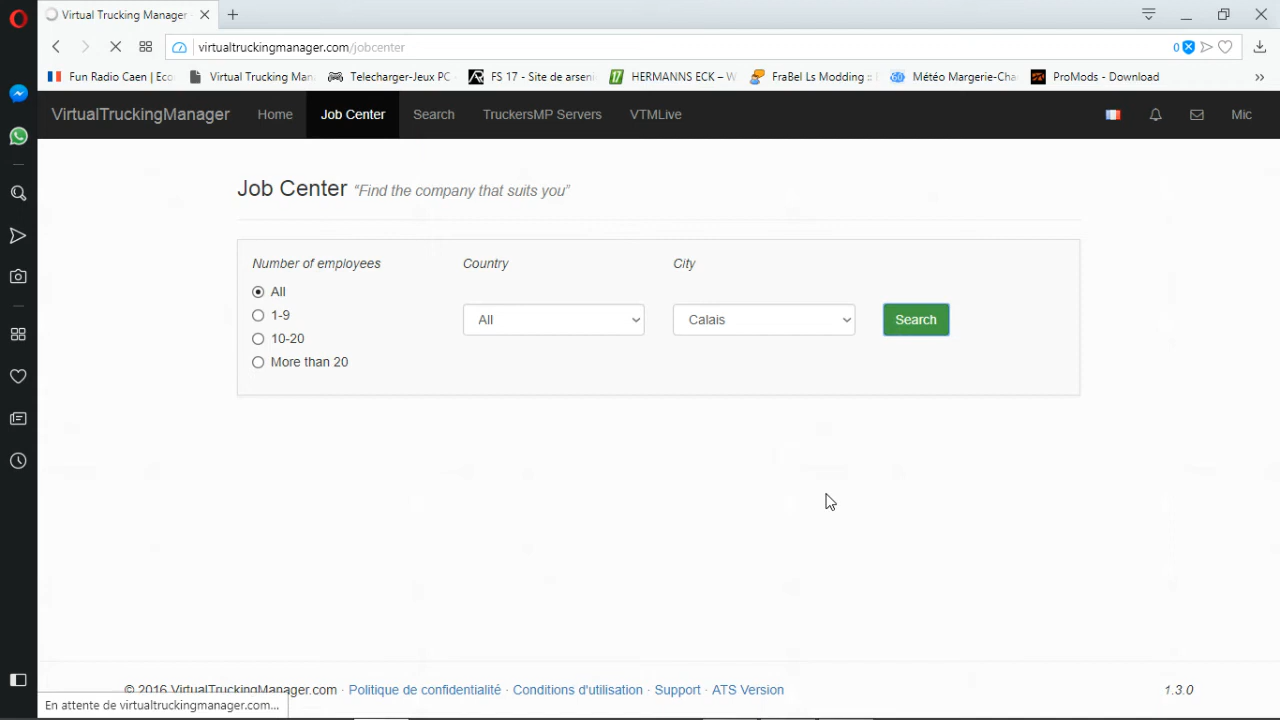 Virtual Trucking Manager
virtualtruckingmanager.com/jobcenter
0
Fun Radio Caen | Eco
Virtual Trucking Man
Telecharger-Jeux PC
FS 17 - Site de arseni
HERMANNS ECK – W
FraBel Ls Modding ::
Météo Margerie-Cha
ProMods - Download
VirtualTruckingManager
Home
Job Center
Search
TruckersMP Servers
VTMLive
Mic
Job Center “Find the company that suits you”
Number of employees
Country
City
All
1-9
10-20
More than 20
All
Calais
Search
© 2016 VirtualTruckingManager.com · Politique de confidentialité · Conditions d'utilisation · Support · ATS Version
1.3.0
En attente de virtualtruckingmanager.com...